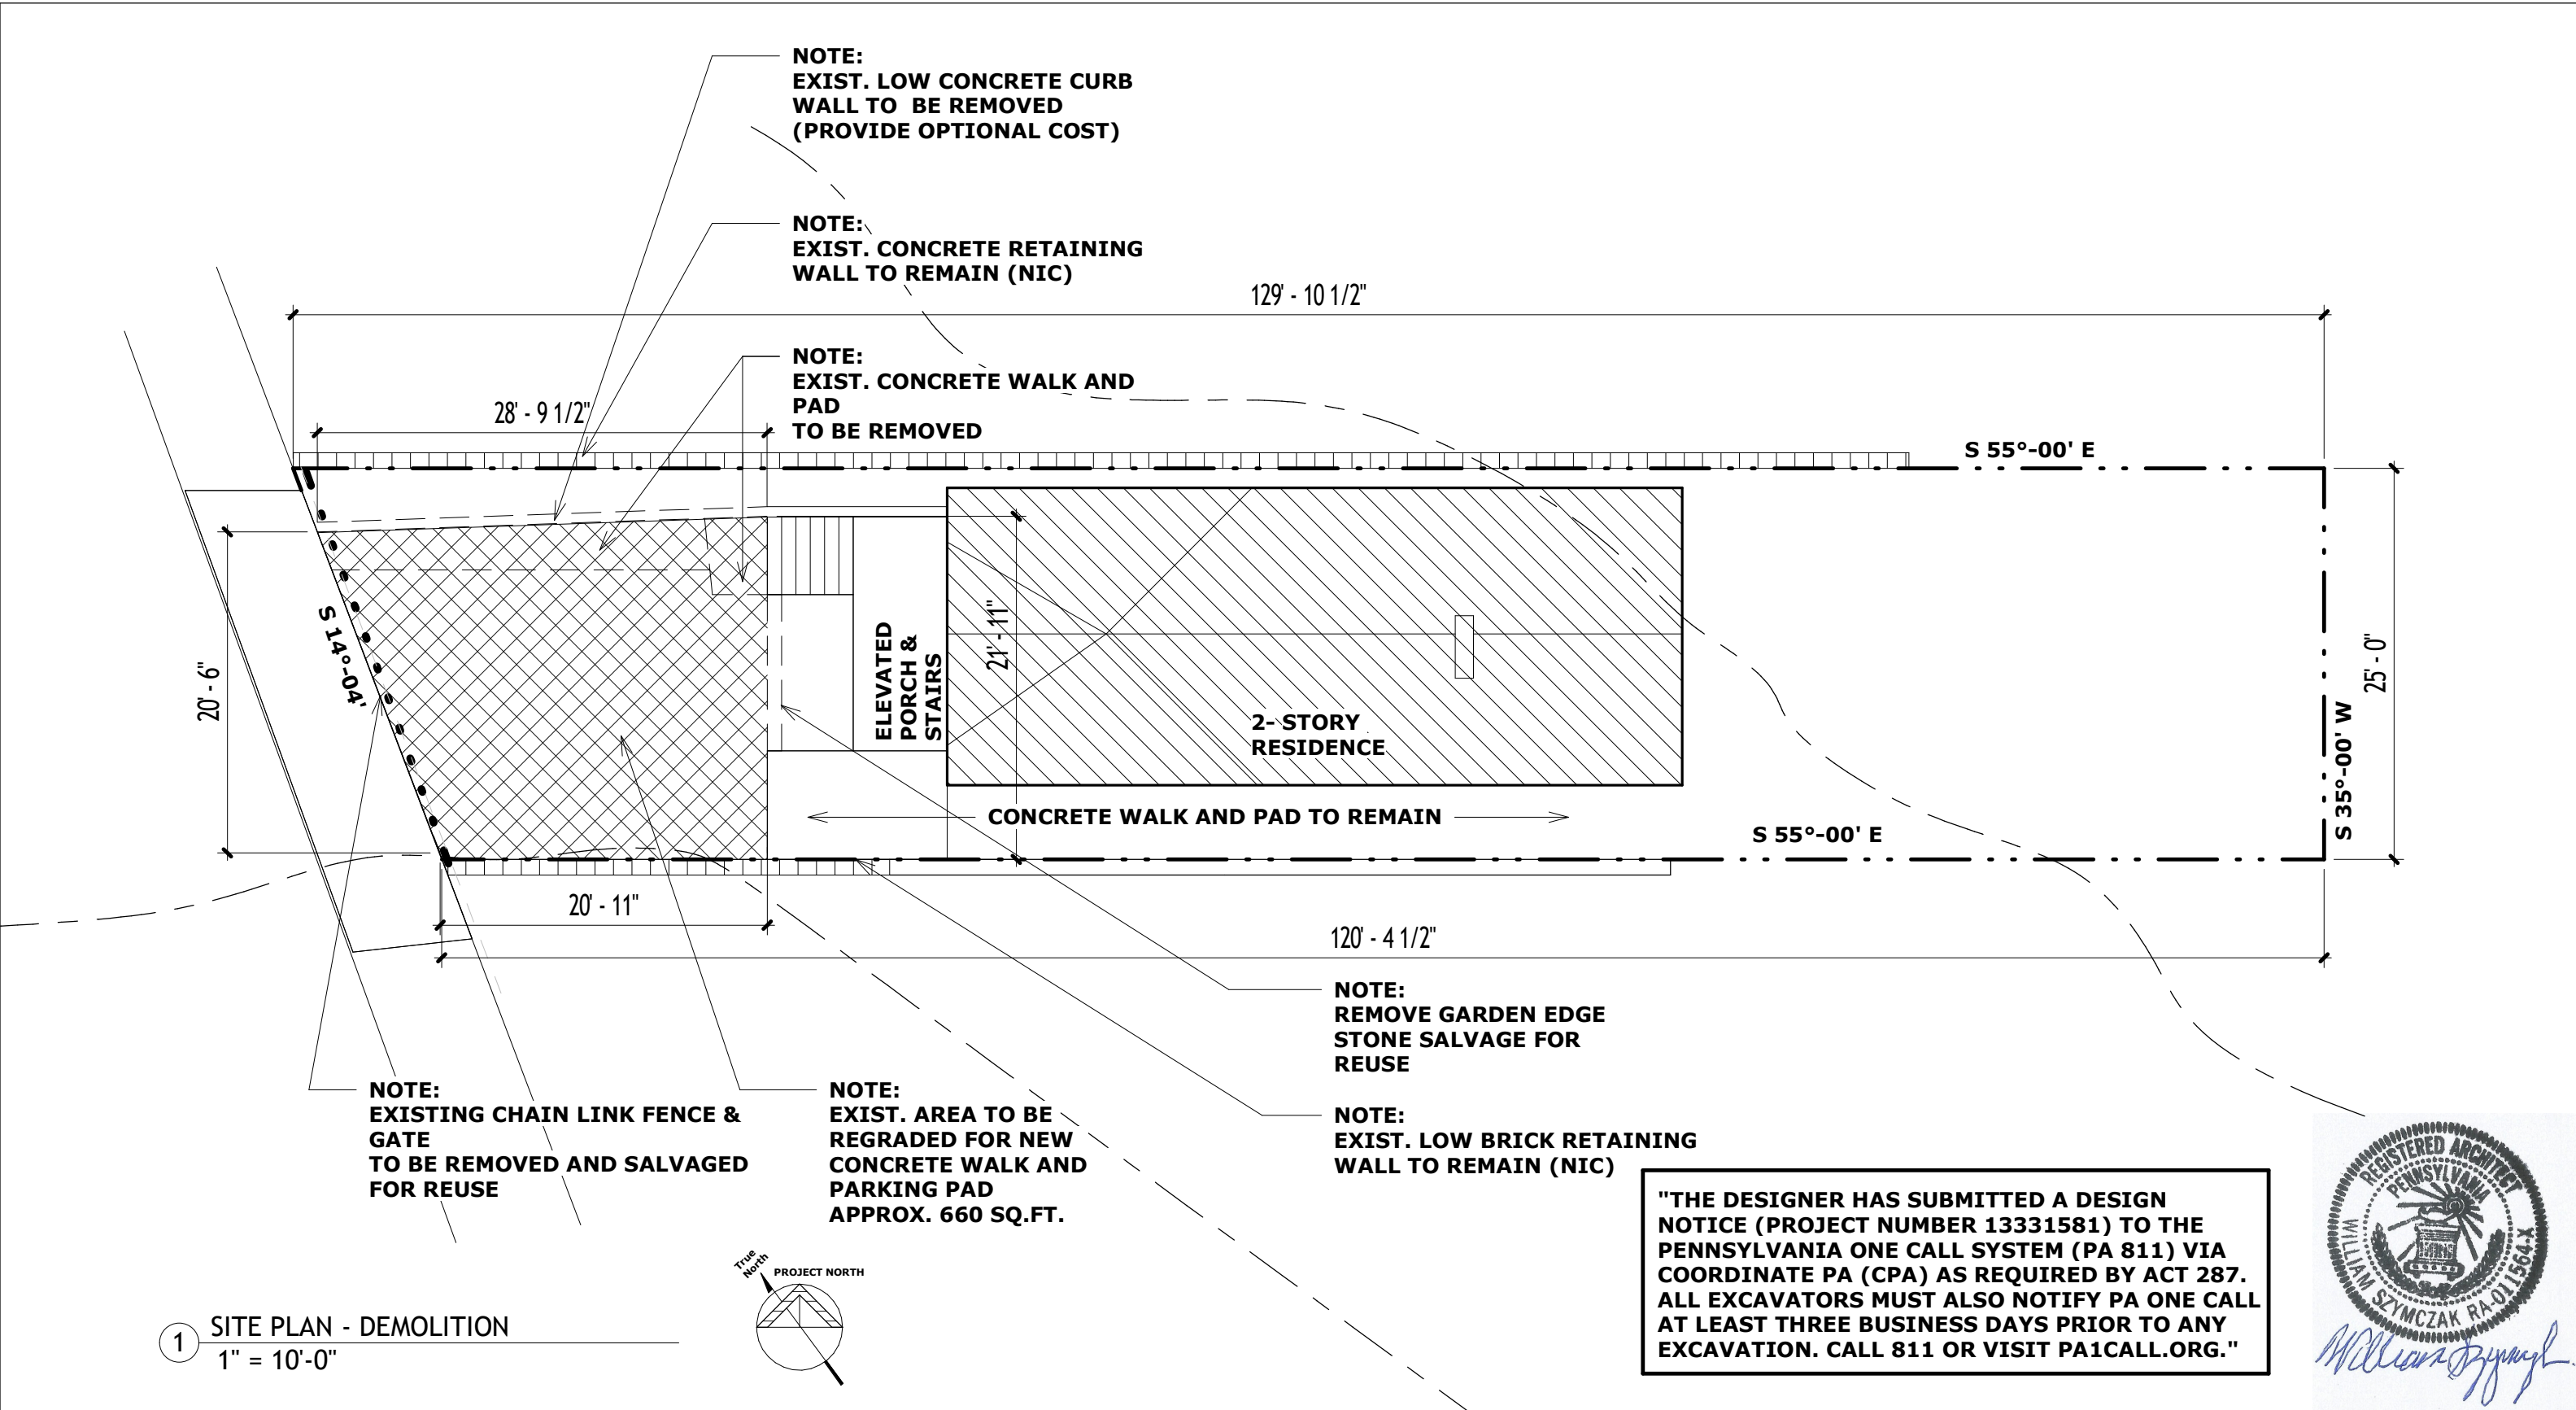 NOTE:
EXIST. LOW CONCRETE CURB
WALL TO BE REMOVED
(PROVIDE OPTIONAL COST)
NOTE:
EXIST. CONCRETE RETAINING
WALL TO REMAIN (NIC)
129' - 10 1/2"
NOTE:
EXIST. CONCRETE WALK AND
PAD
TO BE REMOVED
28' - 9 1/2"
S 55°-00' E
20' - 6"
S 14°-04'
ELEVATED
PORCH &
STAIRS
21' - 11"
2- STORY
RESIDENCE
25' - 0"
S 35°-00' W
CONCRETE WALK AND PAD TO REMAIN
S 55°-00' E
20' - 11"
120' - 4 1/2"
NOTE:
REMOVE GARDEN EDGE
STONE SALVAGE FOR
REUSE
NOTE:
EXISTING CHAIN LINK FENCE &
GATE
TO BE REMOVED AND SALVAGED
FOR REUSE
NOTE:
EXIST. AREA TO BE
REGRADED FOR NEW
CONCRETE WALK AND
PARKING PAD
APPROX. 660 SQ.FT.
NOTE:
EXIST. LOW BRICK RETAINING
WALL TO REMAIN (NIC)
"THE DESIGNER HAS SUBMITTED A DESIGN
NOTICE (PROJECT NUMBER 13331581) TO THE
PENNSYLVANIA ONE CALL SYSTEM (PA 811) VIA
COORDINATE PA (CPA) AS REQUIRED BY ACT 287.
ALL EXCAVATORS MUST ALSO NOTIFY PA ONE CALL
AT LEAST THREE BUSINESS DAYS PRIOR TO ANY
EXCAVATION. CALL 811 OR VISIT PA1CALL.ORG."
REGISTERED ARCHITECT
PENNSYLVANIA
WILLIAM SZYMCZAK RA-011564-X
True
North
PROJECT NORTH
1
SITE PLAN - DEMOLITION
1" = 10'-0"